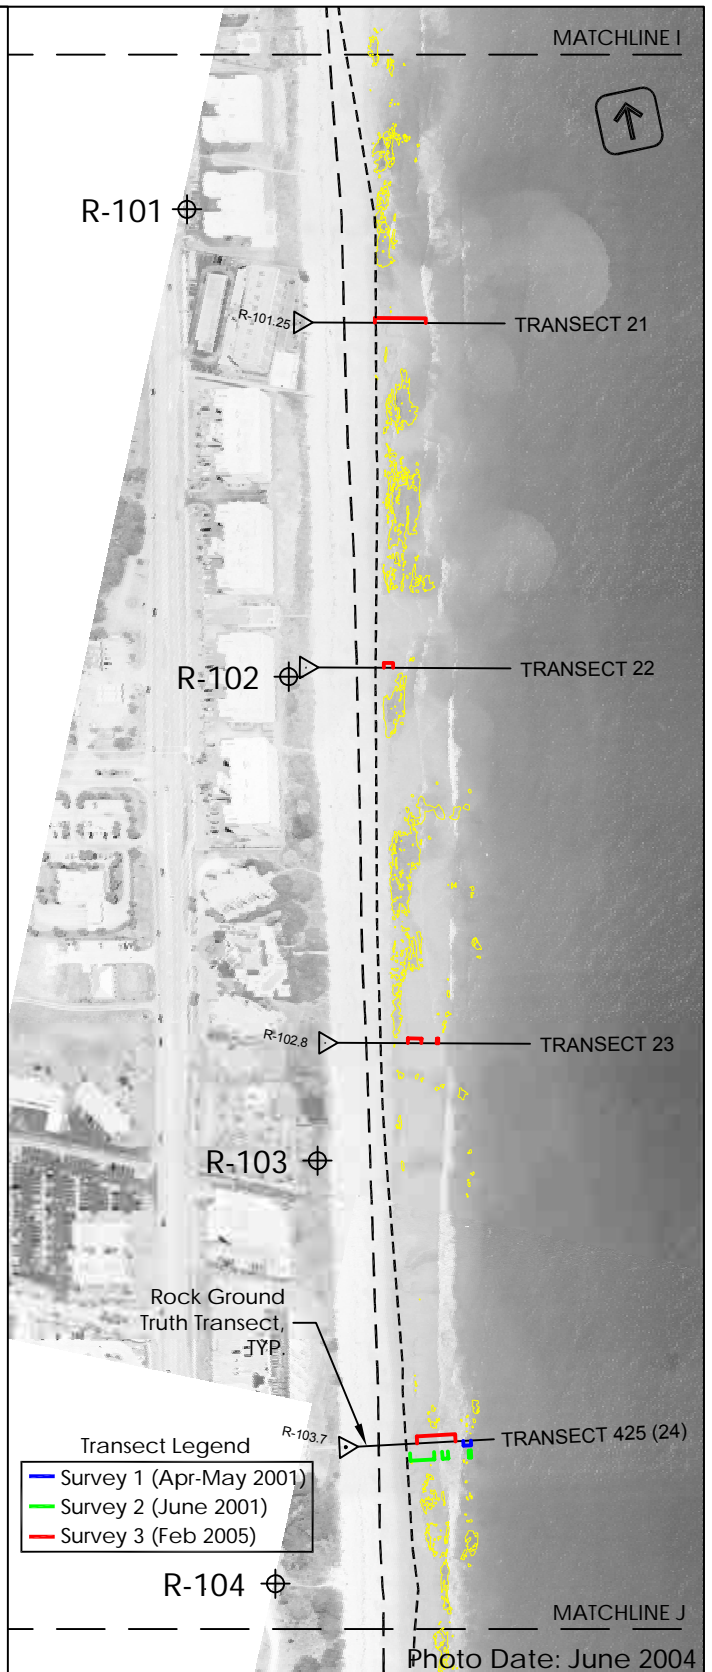 MATCHLINE I
R-101
R-101.25
TRANSECT 21
R-102
TRANSECT 22
R-102.8
TRANSECT 23
R-103
Rock Ground
Truth Transect,
TYP.
R-103.7
TRANSECT 425 (24)
Transect Legend
Survey 1 (Apr-May 2001)
Survey 2 (June 2001)
Survey 3 (Feb 2005)
R-104
MATCHLINE J
Photo Date: June 2004